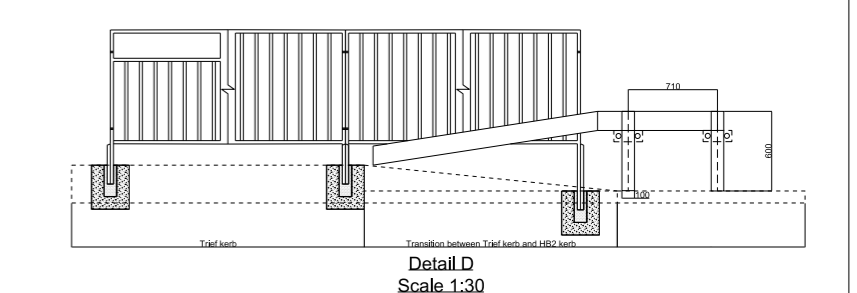 710
600
100
Trief kerb
Transition between Trief kerb and HB2 kerb
Detail D
Scale 1:30